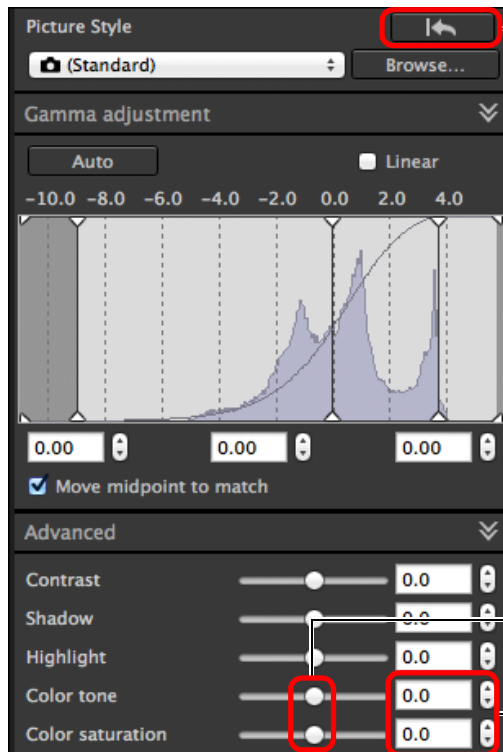 Picture Style
(Standard)
Browse...
Gamma adjustment
Auto
Linear
-10.0 -8.0 -6.0 -4.0 -2.0 0.0 2.0 4.0
0.00 0.00 0.00
Move midpoint to match
Advanced
Contrast 0.0
Shadow 0.0
Highlight 0.0
Color tone 0.0
Color saturation 0.0